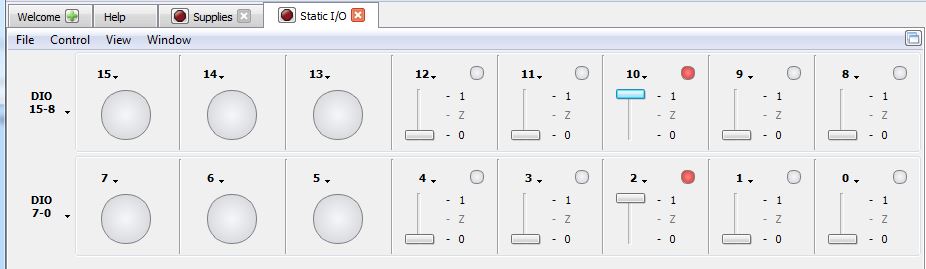 Welcome Help Supplies Static I/O
File Control View Window
15 14 13 12 11 10 9 8
DIO 15-8
1 1 1 1 1
Z Z Z Z Z
0 0 0 0 0
7 6 5 4 3 2 1 0
DIO 7-0
1 1 1 1 1
Z Z Z Z Z
0 0 0 0 0